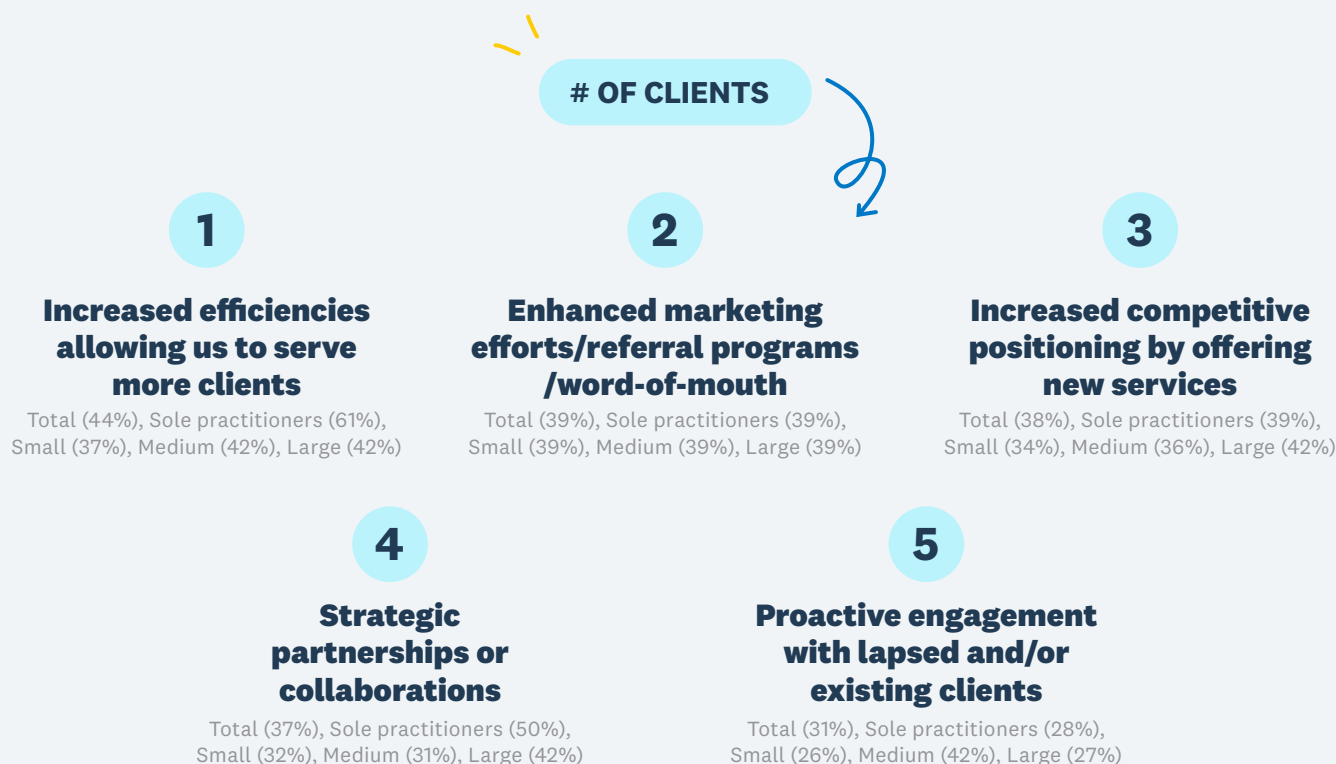 # OF CLIENTS
1
Increased efficiencies
allowing us to serve
more clients
Total (44%), Sole practitioners (61%),
Small (37%), Medium (42%), Large (42%)
2
Enhanced marketing
efforts/referral programs
/word-of-mouth
Total (39%), Sole practitioners (39%),
Small (39%), Medium (39%), Large (39%)
3
Increased competitive
positioning by offering
new services
Total (38%), Sole practitioners (39%),
Small (34%), Medium (36%), Large (42%)
4
Strategic
partnerships or
collaborations
Total (37%), Sole practitioners (50%),
Small (32%), Medium (31%), Large (42%)
5
Proactive engagement
with lapsed and/or
existing clients
Total (31%), Sole practitioners (28%),
Small (26%), Medium (42%), Large (27%)